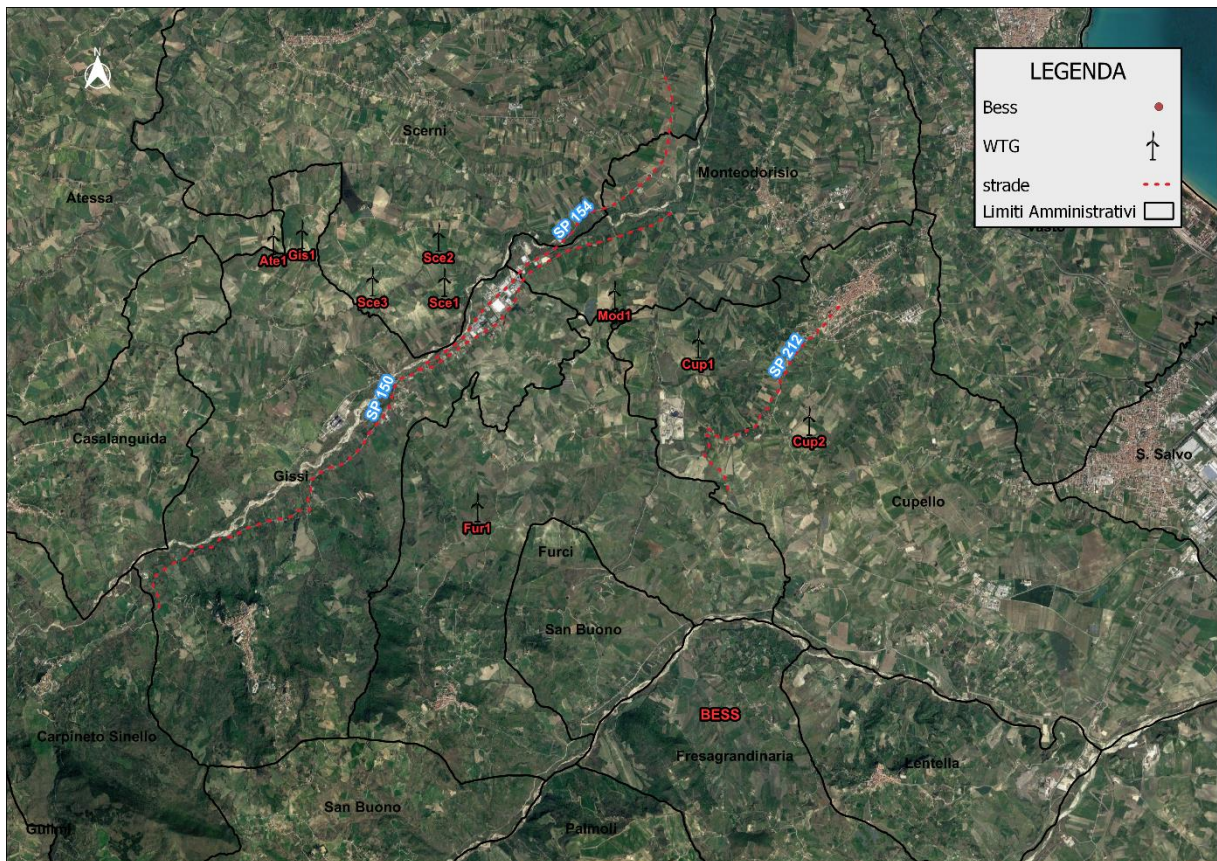 N
LEGENDA
Bess
WTG
strade
Limiti Amministrativi
Scerni
Monteodorisio
Atessa
Vasto
SP 154
Ate1
Gis1
Sce2
Sce3
Sce1
Mod1
Cup1
SP 212
SP 150
Casalanguida
Cup2
S. Salvo
Gissi
Cupello
Fur1
Furci
San Buono
BESS
Carpineto Sinello
Fresagrandinaria
Lentella
San Buono
Palmoli
Guilmi